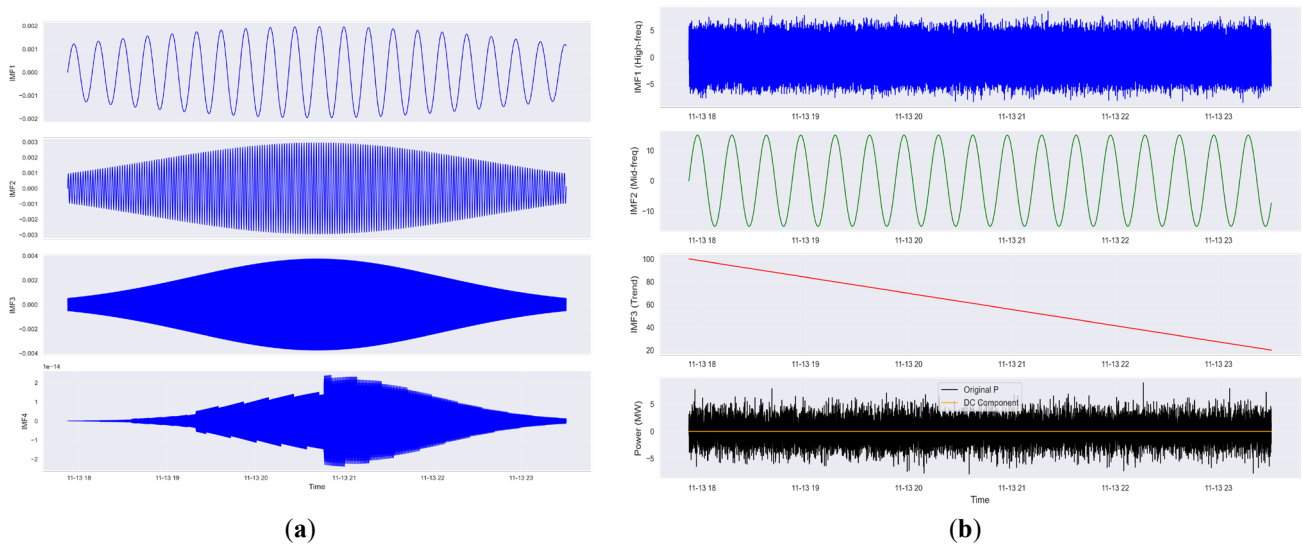 0.002
0.001
0.000
−0.001
−0.002
IMF1
0.003
0.002
0.001
0.000
−0.001
−0.002
−0.003
IMF2
0.004
0.002
0.000
−0.002
−0.004
IMF3
1e−14
2
1
0
−1
−2
IMF4
11-13 18 11-13 19 11-13 20 11-13 21 11-13 22 11-13 23
Time
(a)
5
0
−5
IMF1 (High-freq)
11-13 18 11-13 19 11-13 20 11-13 21 11-13 22 11-13 23
10
0
−10
IMF2 (Mid-freq)
11-13 18 11-13 19 11-13 20 11-13 21 11-13 22 11-13 23
100
80
60
40
20
IMF3 (Trend)
11-13 18 11-13 19 11-13 20 11-13 21 11-13 22 11-13 23
Original P
DC Component
5
0
−5
Power (MW)
11-13 18 11-13 19 11-13 20 11-13 21 11-13 22 11-13 23
Time
(b)